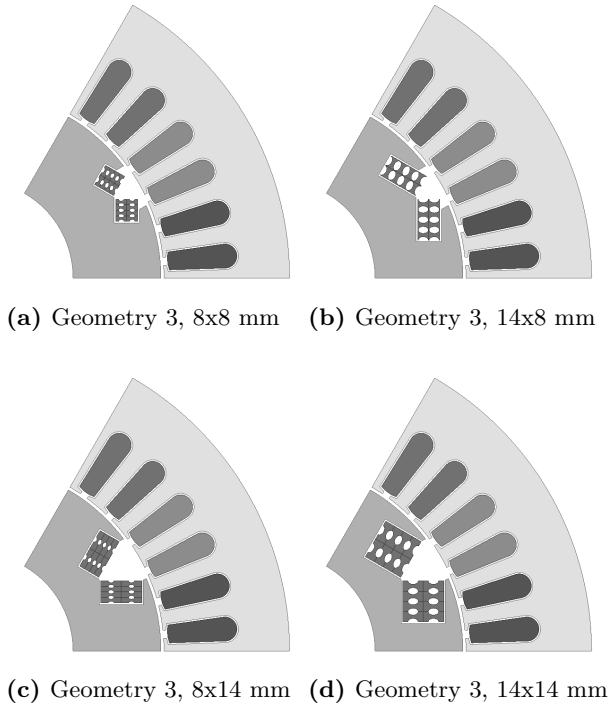 (a) Geometry 3, 8x8 mm
(b) Geometry 3, 14x8 mm
(c) Geometry 3, 8x14 mm
(d) Geometry 3, 14x14 mm